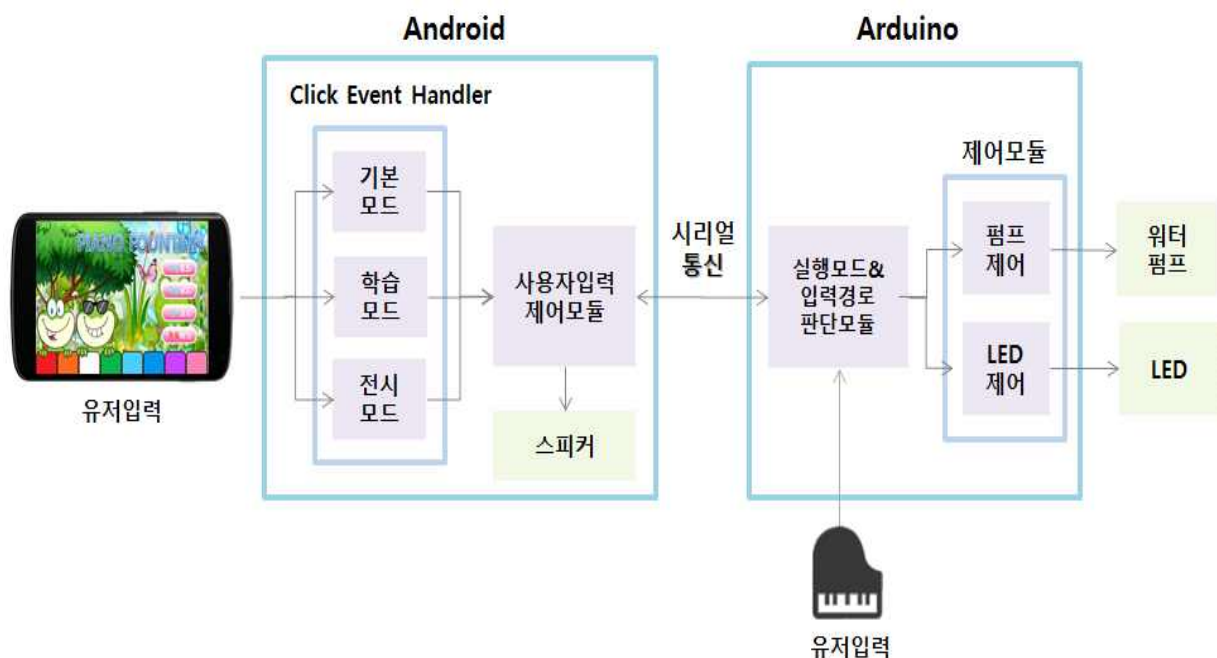 Android
Arduino
Click Event Handler
기본
모드
학습
모드
전시
모드
사용자입력
제어모듈
스피커
시리얼
통신
실행모드&
입력경로
판단모듈
제어모듈
펌프
제어
LED
제어
워터
펌프
LED
PIANO FOUNTAIN
유저입력
유저입력